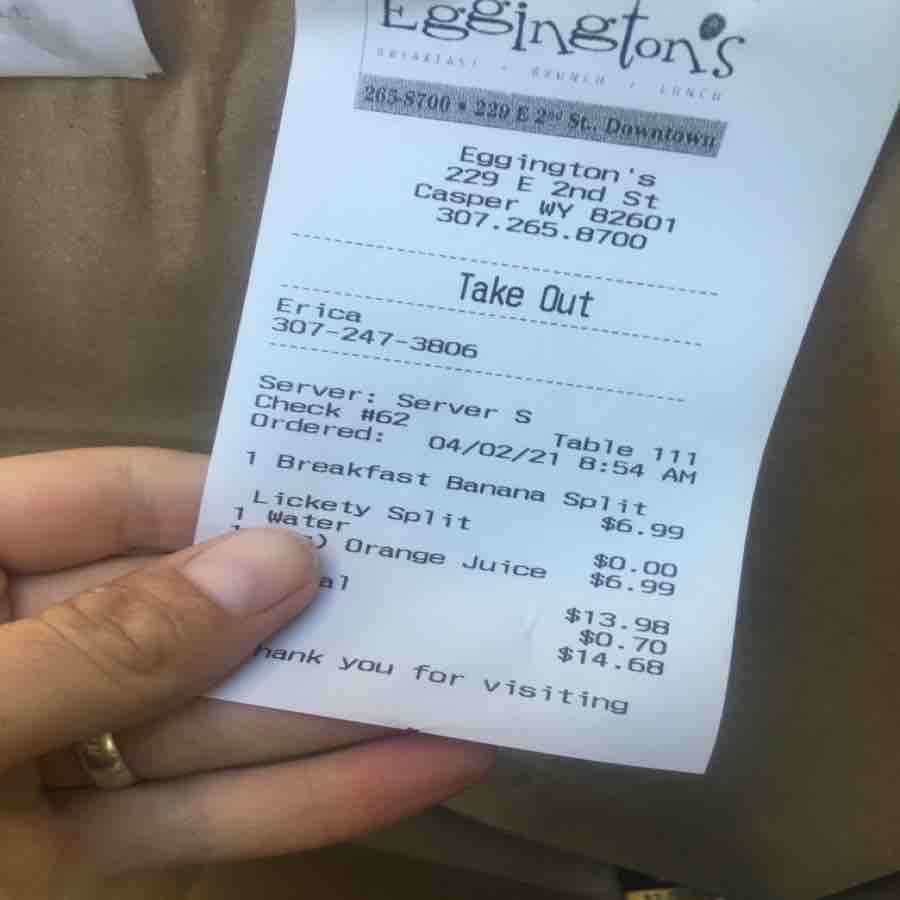 Eggington's
BREAKFAST • BRUNCH • LUNCH
265-8700 • 229 E 2nd St. Downtown
Eggington's
229 E 2nd St
Casper WY 82601
307.265.8700
Take Out
Erica
307-247-3806
Server: Server S
Check #62 Table 111
Ordered: 04/02/21 8:54 AM
1 Breakfast Banana Split
$6.99
Lickety Split
1 Water $0.00
) Orange Juice $6.99
al $13.98
$0.70
$14.68
hank you for visiting